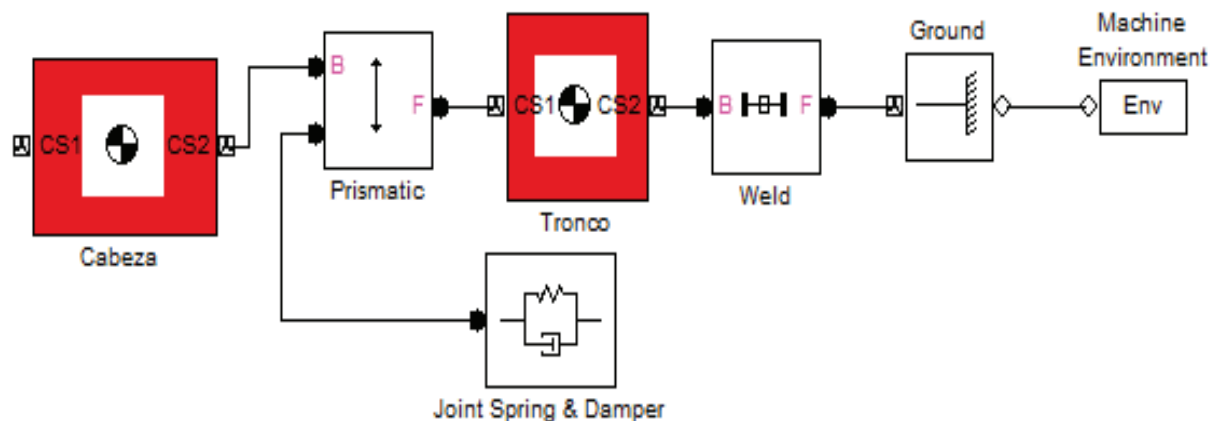 Machine
Environment
Ground
Env
B
F
CS1
CS2
B
F
CS1
CS2
Prismatic
Weld
Tronco
Cabeza
Joint Spring & Damper